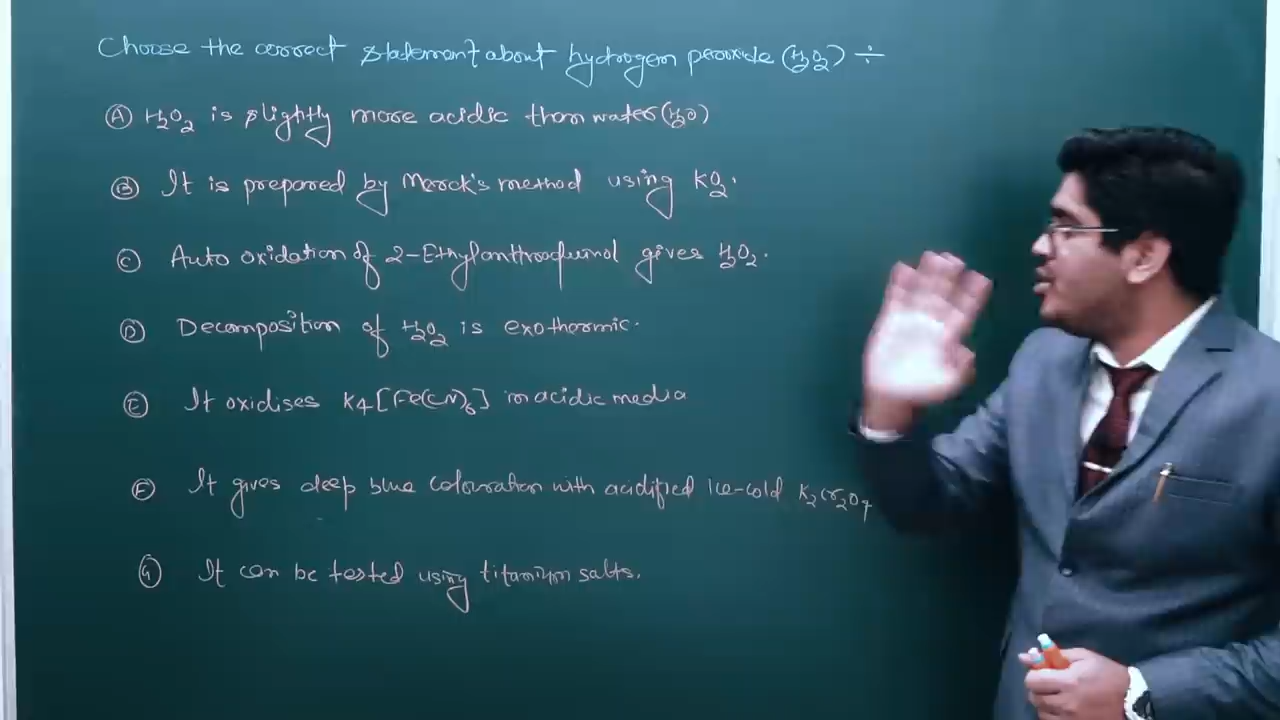 Choose the correct statement about hydrogen peroxide (H2O2) ÷
(A) H2O2 is slightly more acidic than water (H2O)
(B) It is prepared by Merck's method using KO2.
(C) Auto oxidation of 2-Ethylanthraquinol gives H2O2.
(D) Decomposition of H2O2 is exothermic.
(E) It oxidises K4[Fe(CN)6] in acidic media
(F) It gives deep blue colouration with acidified Ice-cold K2Cr2O7
(G) It can be tested using titanium salts.